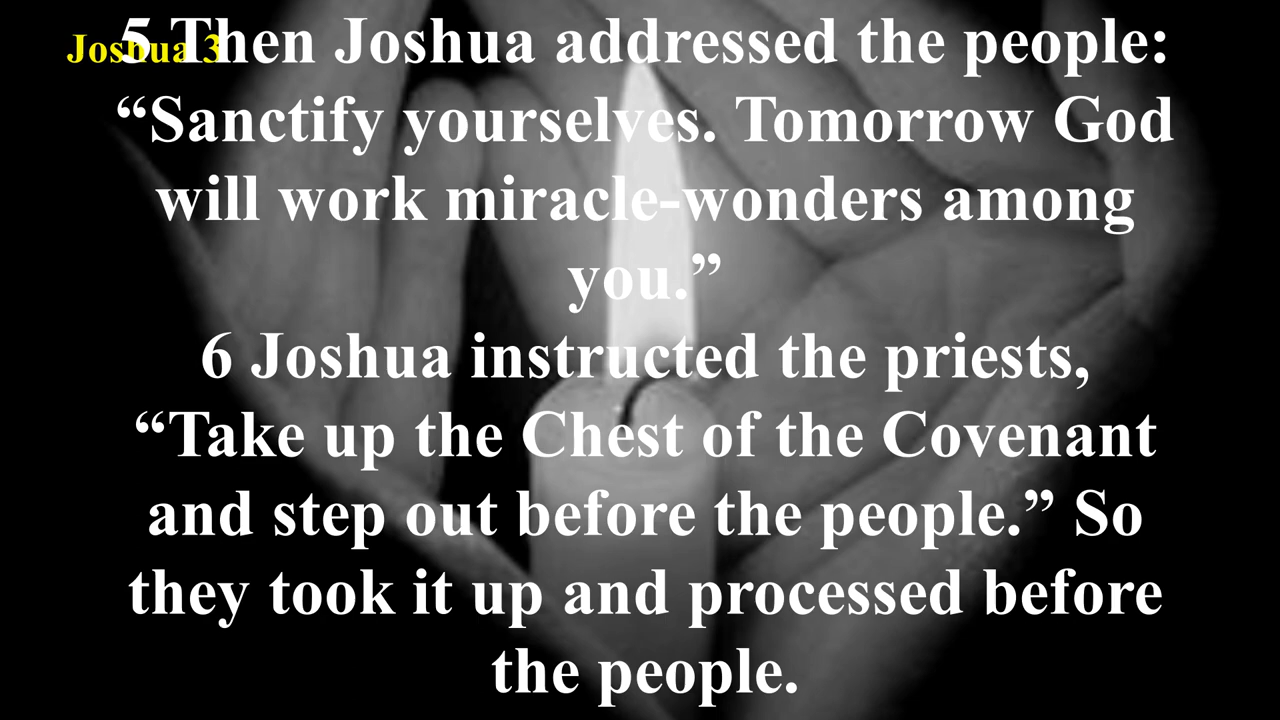 Joshua 3
5 Then Joshua addressed the people:
“Sanctify yourselves. Tomorrow God
will work miracle-wonders among
you.”
6 Joshua instructed the priests,
“Take up the Chest of the Covenant
and step out before the people.” So
they took it up and processed before
the people.